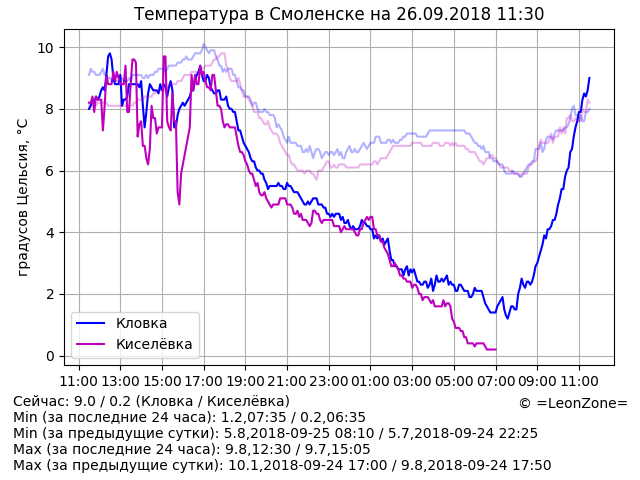 Температура в Смоленске на 26.09.2018 11:30
градусов Цельсия, °C
10
8
6
4
2
0
Кловка
Киселёвка
11:00 13:00 15:00 17:00 19:00 21:00 23:00 01:00 03:00 05:00 07:00 09:00 11:00
Сейчас: 9.0 / 0.2 (Кловка / Киселёвка)
© =LeonZone=
Min (за последние 24 часа): 1.2,07:35 / 0.2,06:35
Min (за предыдущие сутки): 5.8,2018-09-25 08:10 / 5.7,2018-09-24 22:25
Max (за последние 24 часа): 9.8,12:30 / 9.7,15:05
Max (за предыдущие сутки): 10.1,2018-09-24 17:00 / 9.8,2018-09-24 17:50